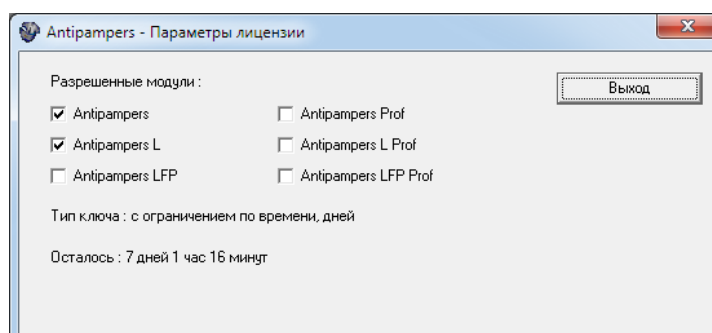 Antipampers - Параметры лицензии
Разрешенные модули :
Выход
Antipampers
Antipampers Prof
Antipampers L
Antipampers L Prof
Antipampers LFP
Antipampers LFP Prof
Тип ключа : с ограничением по времени, дней
Осталось : 7 дней 1 час 16 минут